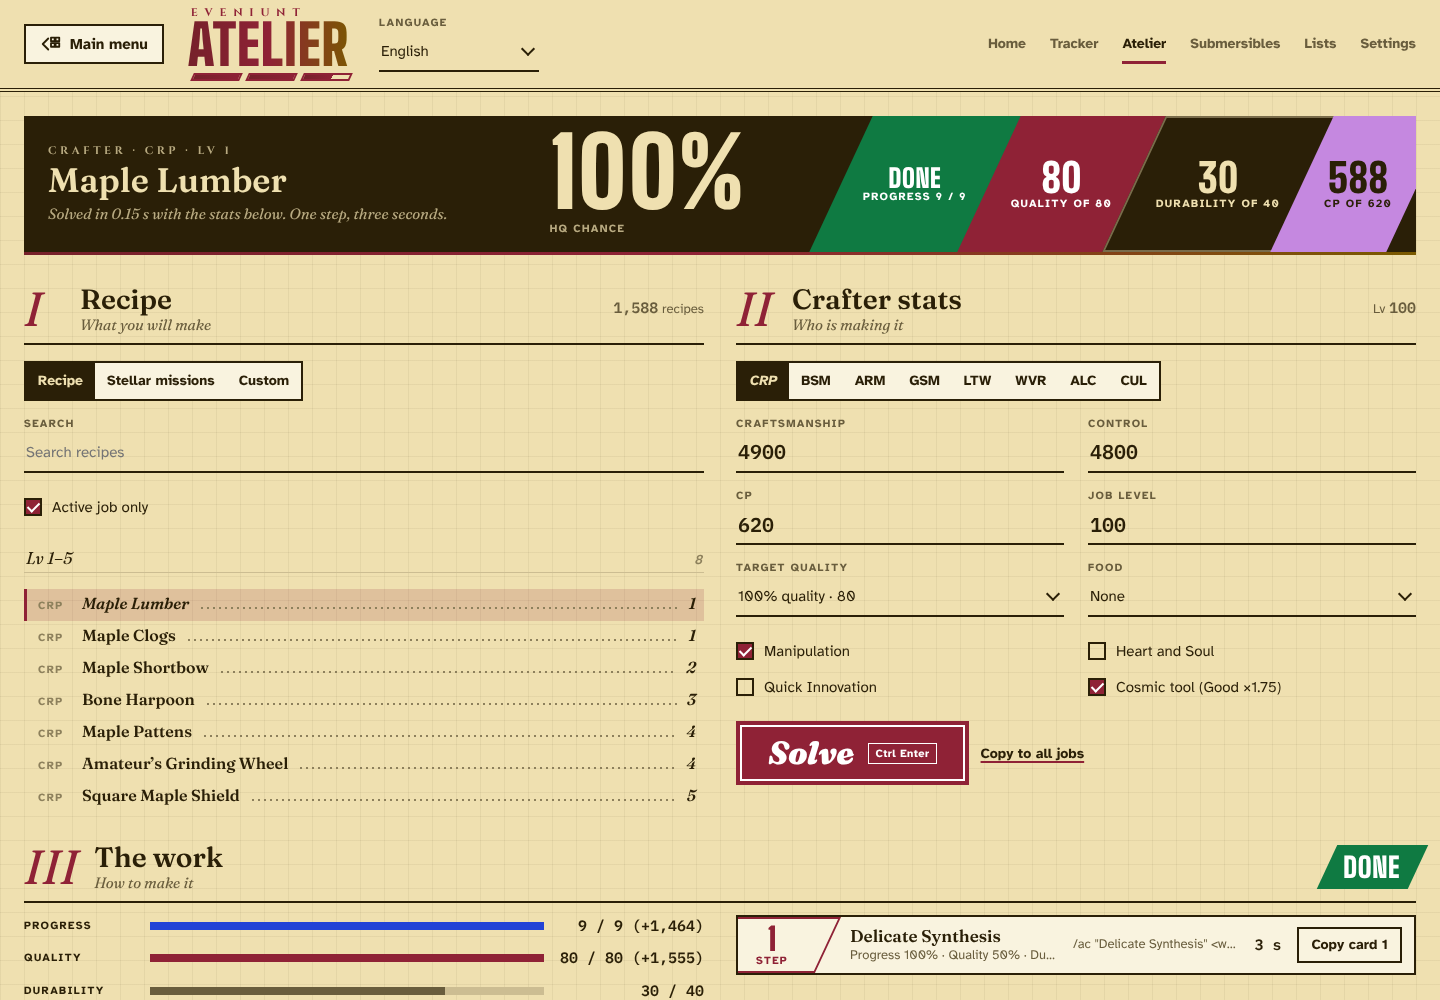 Main menu
EVENIUNT
ATELIER
LANGUAGE
English
Home
Tracker
Atelier
Submersibles
Lists
Settings
CRAFTER · CRP · LV 1
Maple Lumber
Solved in 0.15 s with the stats below. One step, three seconds.
100%
HQ CHANCE
DONE
PROGRESS 9 / 9
80
QUALITY OF 80
30
DURABILITY OF 40
588
CP OF 620
I
Recipe
What you will make
1,588 recipes
Recipe
Stellar missions
Custom
SEARCH
Search recipes
Active job only
Lv 1–5
8
CRP Maple Lumber 1
CRP Maple Clogs 1
CRP Maple Shortbow 2
CRP Bone Harpoon 3
CRP Maple Pattens 4
CRP Amateur’s Grinding Wheel 4
CRP Square Maple Shield 5
II
Crafter stats
Who is making it
Lv 100
CRP
BSM
ARM
GSM
LTW
WVR
ALC
CUL
CRAFTSMANSHIP
4900
CONTROL
4800
CP
620
JOB LEVEL
100
TARGET QUALITY
100% quality · 80
FOOD
None
Manipulation
Heart and Soul
Quick Innovation
Cosmic tool (Good ×1.75)
Solve
Ctrl Enter
Copy to all jobs
III
The work
How to make it
DONE
PROGRESS
9 / 9 (+1,464)
QUALITY
80 / 80 (+1,555)
DURABILITY
30 / 40
1
STEP
Delicate Synthesis
Progress 100% · Quality 50% · Du…
/ac "Delicate Synthesis" <w…
3 s
Copy card 1